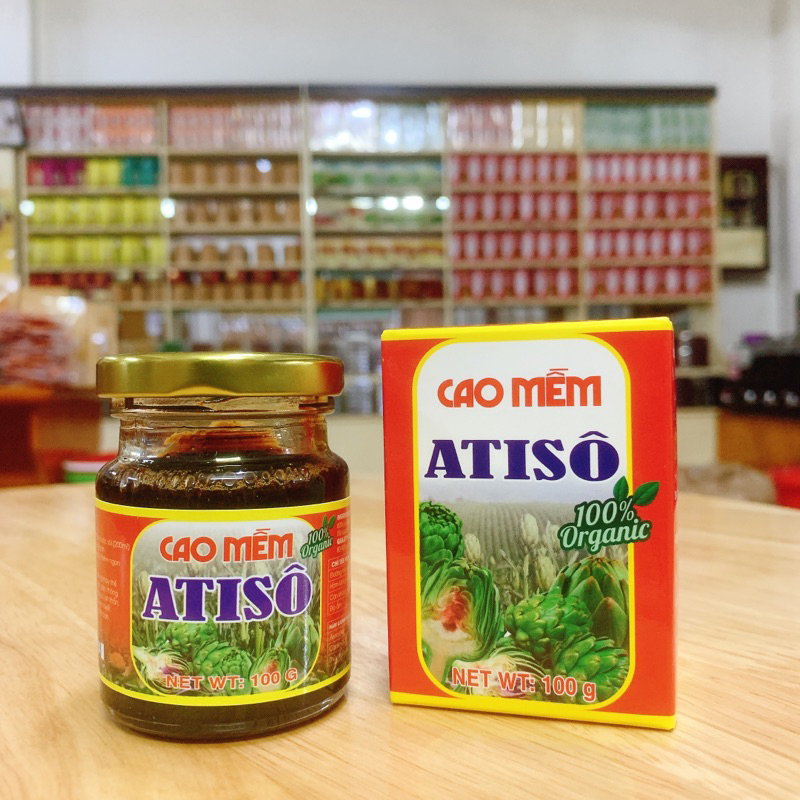 CAO MỀM
ATISÔ
100%
Organic
NET WT: 100 G
CAO MỀM
ATISÔ
100%
Organic
NET WT: 100 g